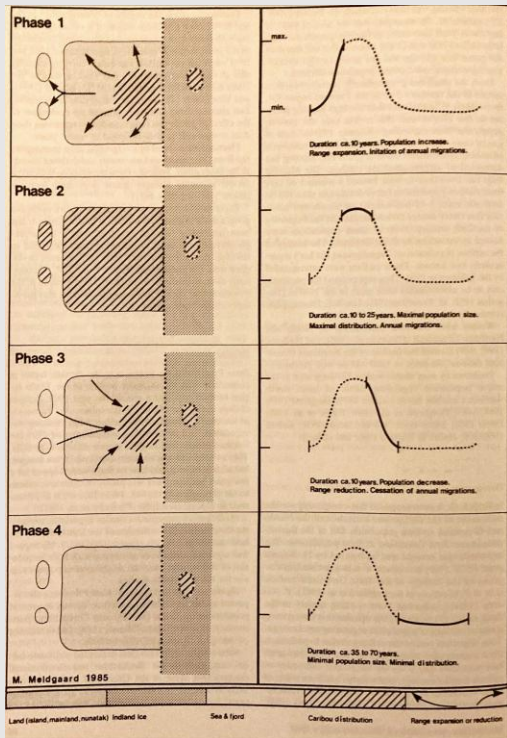 Phase 1
max.
min.
Duration ca. 10 years. Population increase.
Range expansion. Initation of annual migrations.
Phase 2
Duration ca. 10 to 25 years. Maximal population size.
Maximal distribution. Annual migrations.
Phase 3
Duration ca. 10 years. Population decrease.
Range reduction. Cessation of annual migrations.
Phase 4
Duration ca. 35 to 70 years.
Minimal population size. Minimal distribution.
M. Meldgaard 1985
Land (island, mainland, nunatak) Indland ice Sea & fjord Caribou distribution Range expansion or reduction